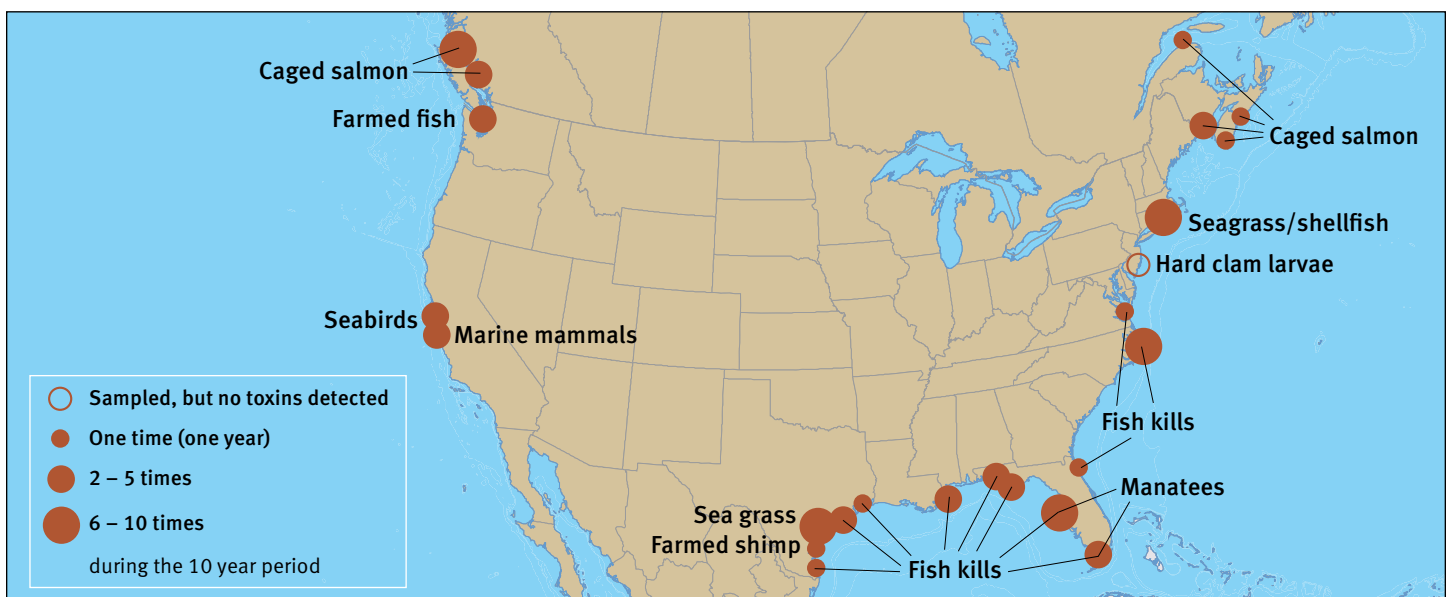 Caged salmon
Farmed fish
Caged salmon
Seagrass/shellfish
Hard clam larvae
Seabirds
Marine mammals
Fish kills
Manatees
Sea grass
Farmed shimp
Fish kills
Sampled, but no toxins detected
One time (one year)
2 – 5 times
6 – 10 times
during the 10 year period